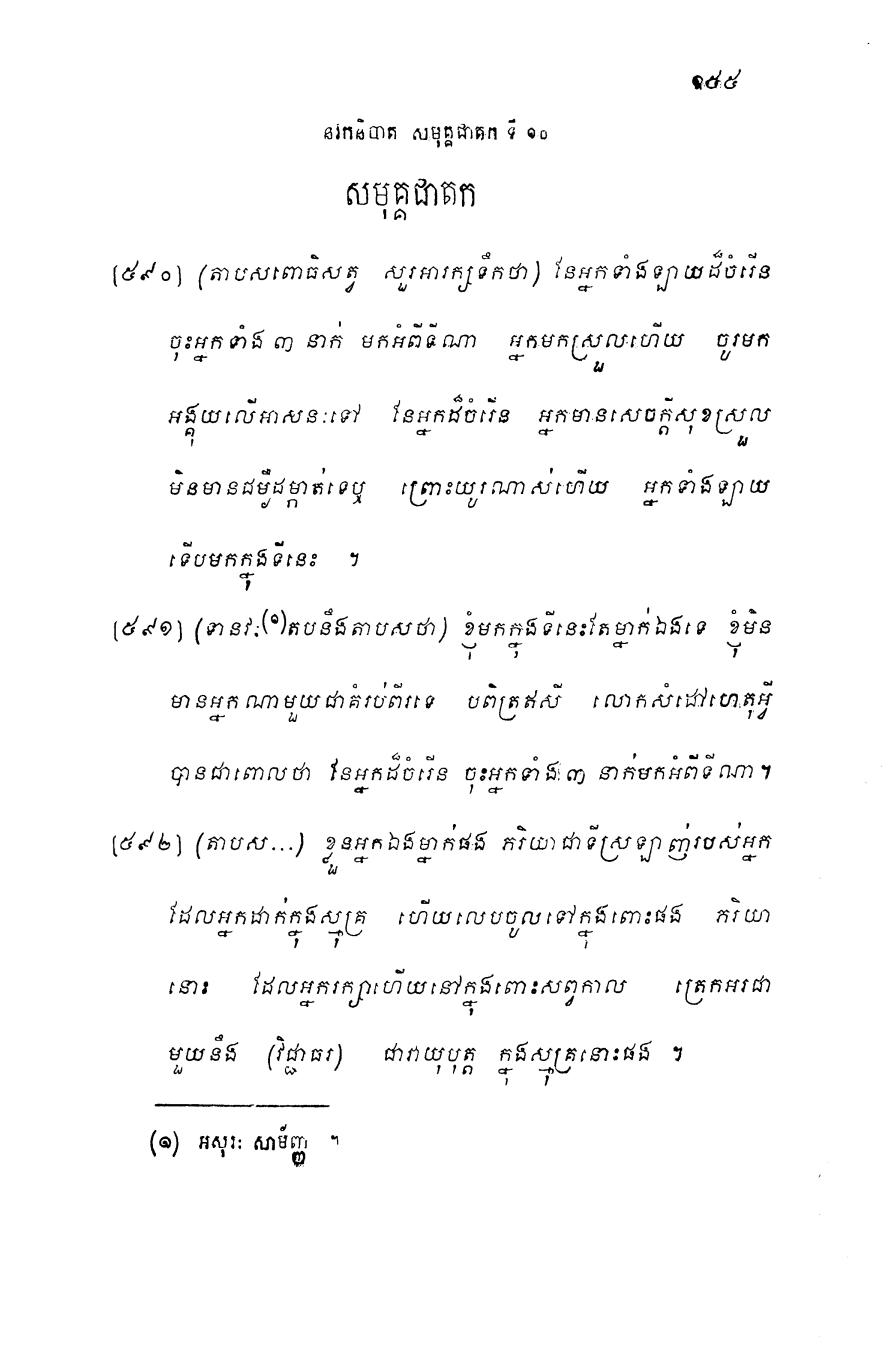 ១៥៥
នវកនិបាត សមុគ្គជាតក ទី ១០
សមុគ្គជាតក
[៥៩០] (តាបសពោធិសត្វ សួរអារក្សទឹកថា) នែអ្នកទាំងឡាយដ៏ចំរើន
ចុះអ្នកទាំង ៣ នាក់ មកអំពីទីណា អ្នកមកស្រួលហើយ ចូរមក
អង្គុយលើអាសនៈទៅ នែអ្នកដ៏ចំរើន អ្នកមានសេចក្តីសុខស្រួល
មិនមានជម្ងឺដម្កាត់ទេឬ ព្រោះយូរណាស់ហើយ អ្នកទាំងឡាយ
ទើបមកក្នុងទីនេះ ។
[៥៩១] (ទានវៈ(១)តបនឹងតាបសថា) ខ្ញុំមកក្នុងទីនេះតែម្នាក់ឯងទេ ខ្ញុំមិន
មានអ្នកណាមួយជាគំរប់ពីរទេ បពិត្រឥសី លោកសំដៅហេតុអ្វី
បានជាពោលថា នែអ្នកដ៏ចំរើន ចុះអ្នកទាំង ៣ នាក់មកអំពីទីណា។
[៥៩២] (តាបស...) ខ្លួនអ្នកឯងម្នាក់ផង ភរិយាជាទីស្រឡាញ់របស់អ្នក
ដែលអ្នកដាក់ក្នុងស្មុគ្រ ហើយលេបចូលទៅក្នុងពោះផង ភរិយា
នោះ ដែលអ្នករក្សាហើយនៅក្នុងពោះសព្វកាល ត្រេកអរជា
មួយនឹង (វិជ្ជាធរ) ជាវាយុបុត្ត ក្នុងស្មុគ្រនោះផង ។
(១) អសុរៈ សាម័ញ្ញ ។